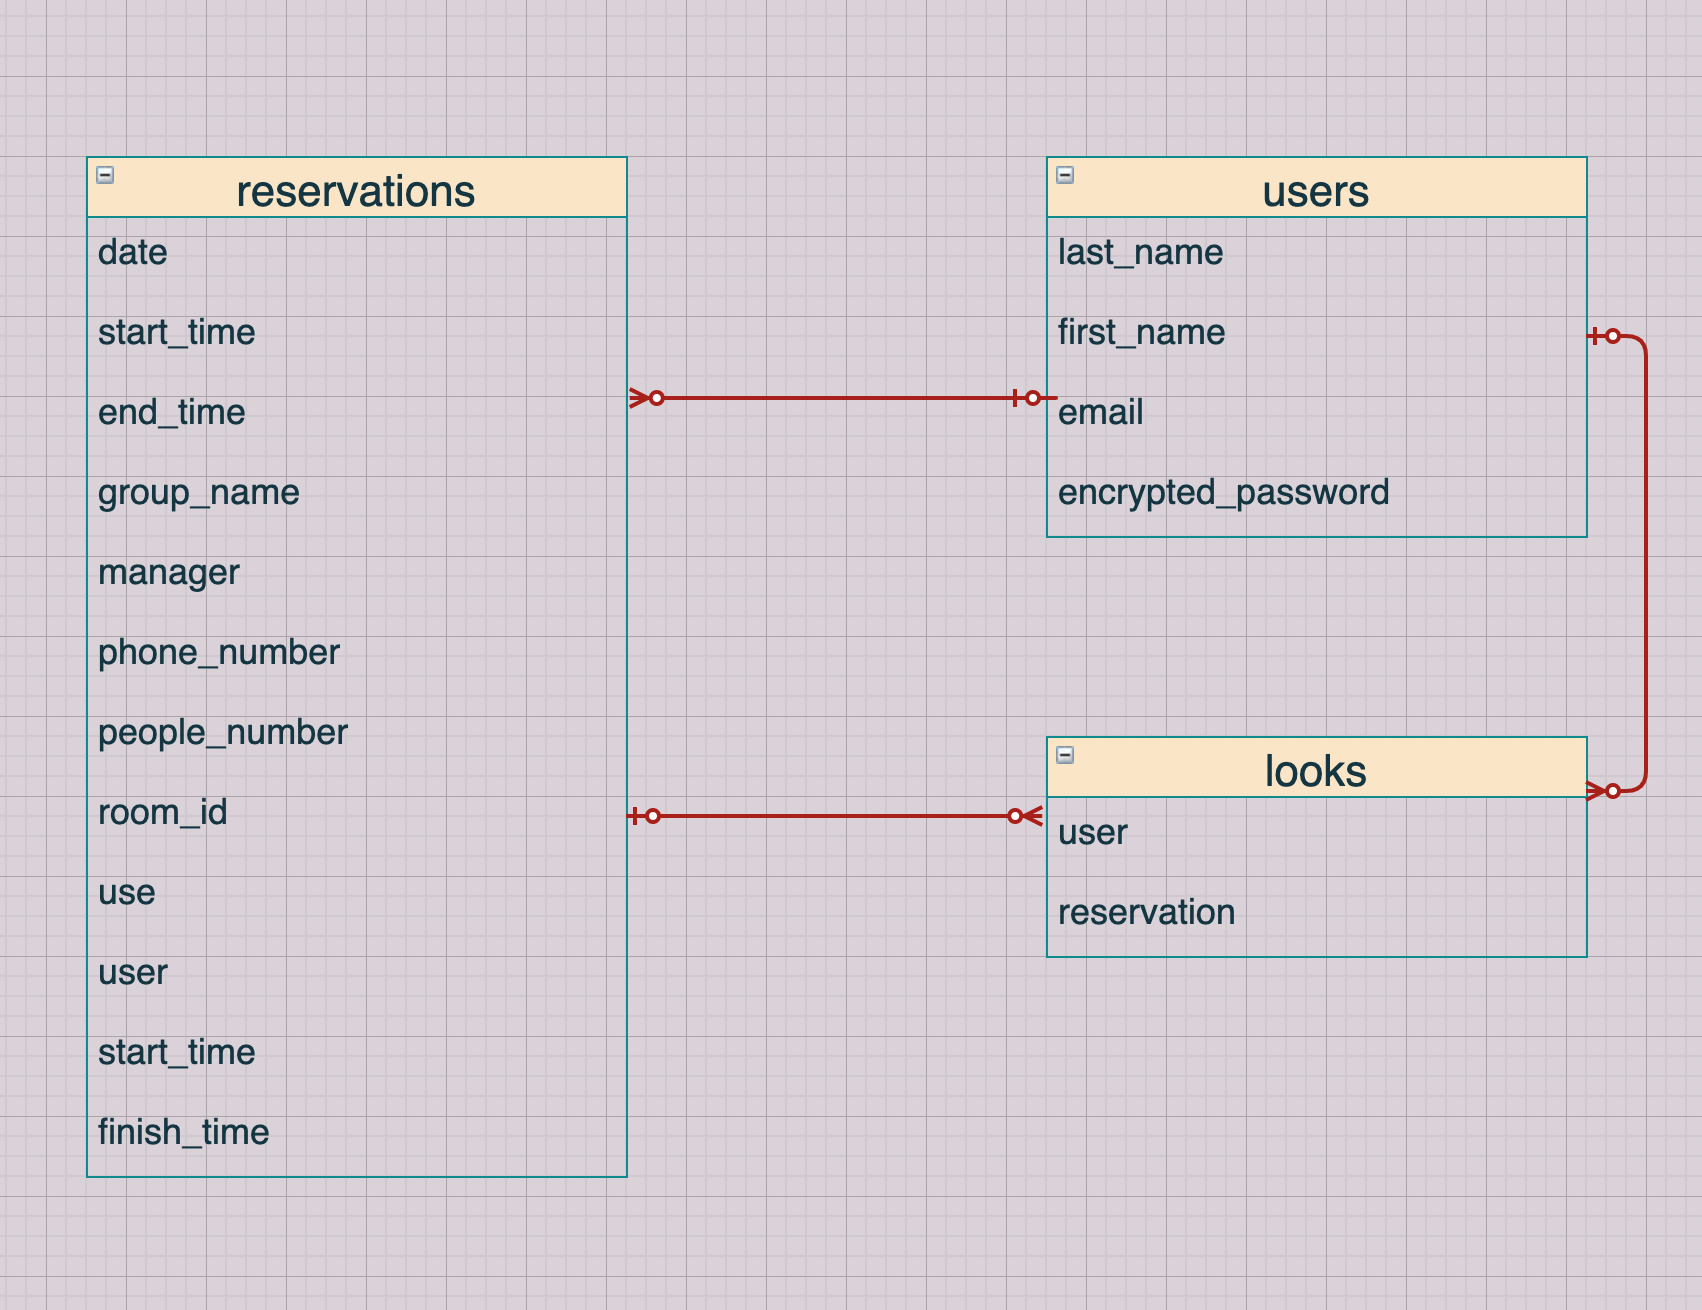 reservations
date
start_time
end_time
group_name
manager
phone_number
people_number
room_id
use
user
start_time
finish_time
users
last_name
first_name
email
encrypted_password
looks
user
reservation